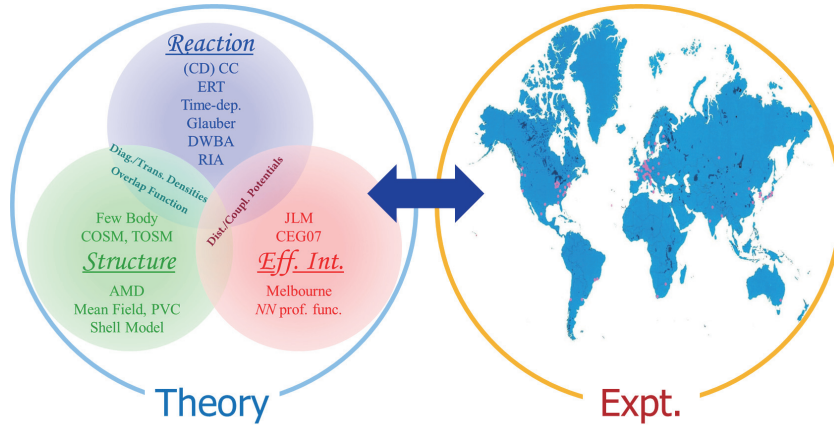 Reaction
(CD) CC
ERT
Time-dep.
Glauber
DWBA
RIA
Diag./Trans. Densities
Overlap Function
Dist./Coupl. Potentials
Few Body
COSM, TOSM
Structure
AMD
Mean Field, PVC
Shell Model
JLM
CEG07
Eff. Int.
Melbourne
NN prof. func.
Theory
Expt.